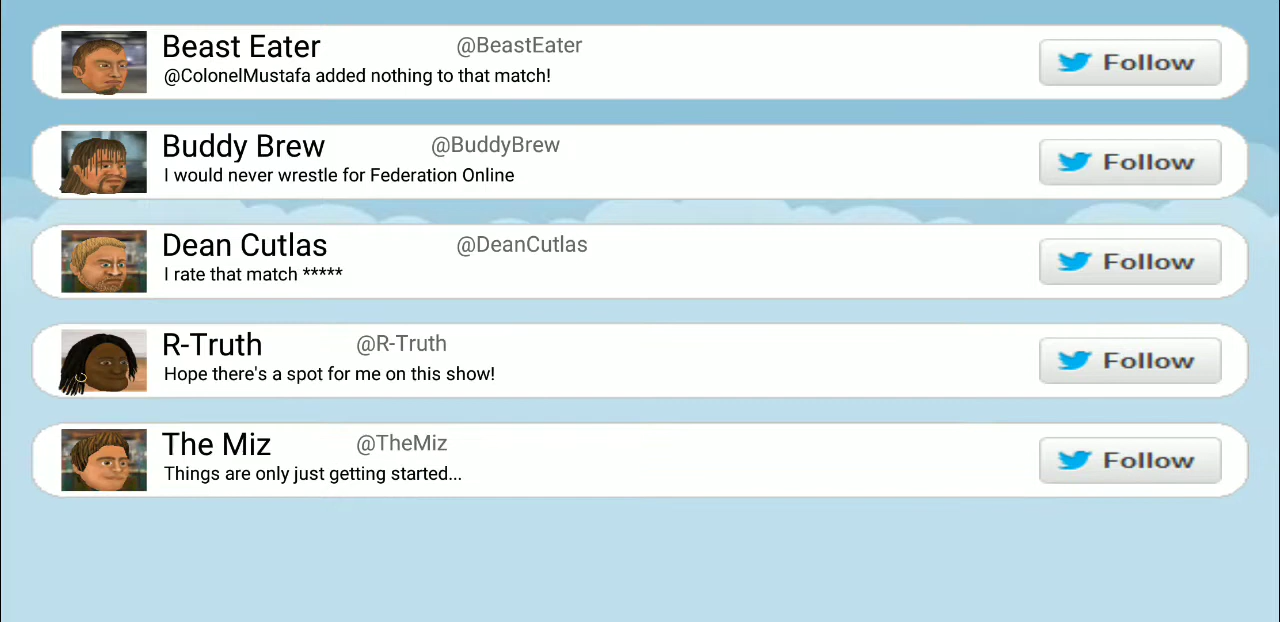 Beast Eater @BeastEater
@ColonelMustafa added nothing to that match!
Follow
Buddy Brew @BuddyBrew
I would never wrestle for Federation Online
Follow
Dean Cutlas @DeanCutlas
I rate that match *****
Follow
R-Truth @R-Truth
Hope there's a spot for me on this show!
Follow
The Miz @TheMiz
Things are only just getting started...
Follow